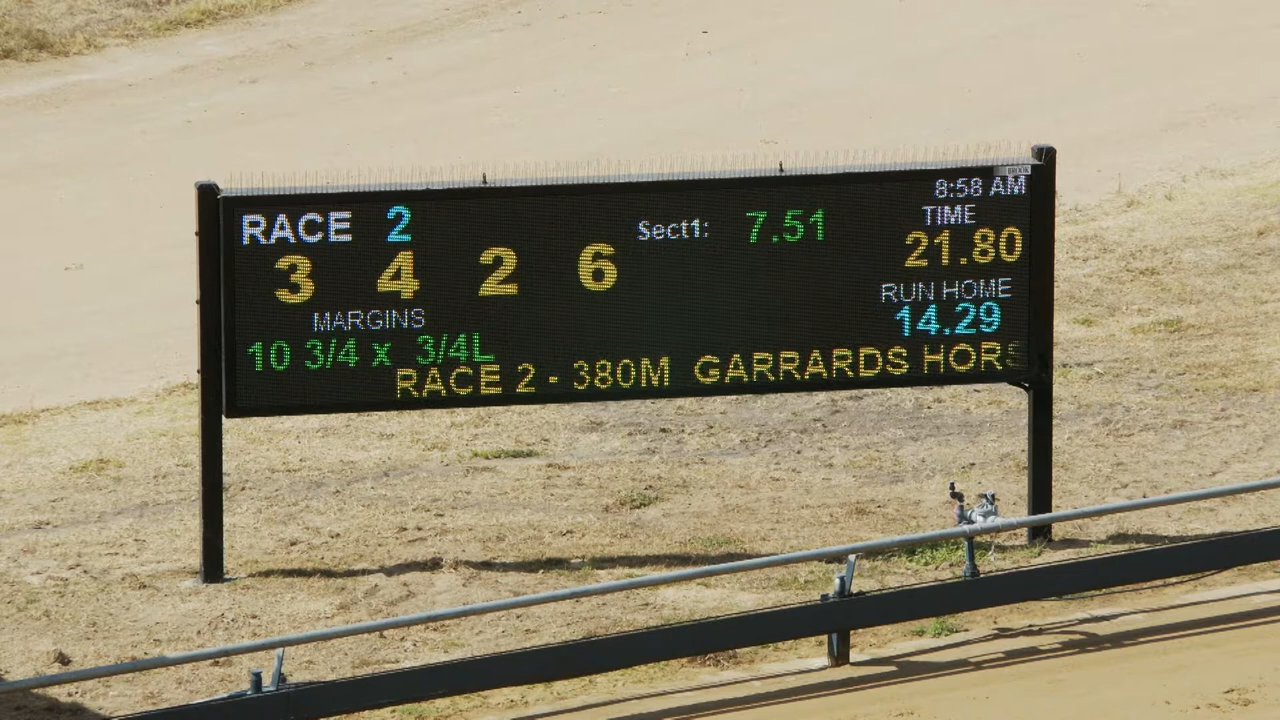 BROOK
8:58 AM
RACE 2 Sect1: 7.51 TIME
3 4 2 6 21.80
MARGINS RUN HOME
10 3/4 x 3/4L 14.29
RACE 2 - 380M GARRARDS HORS